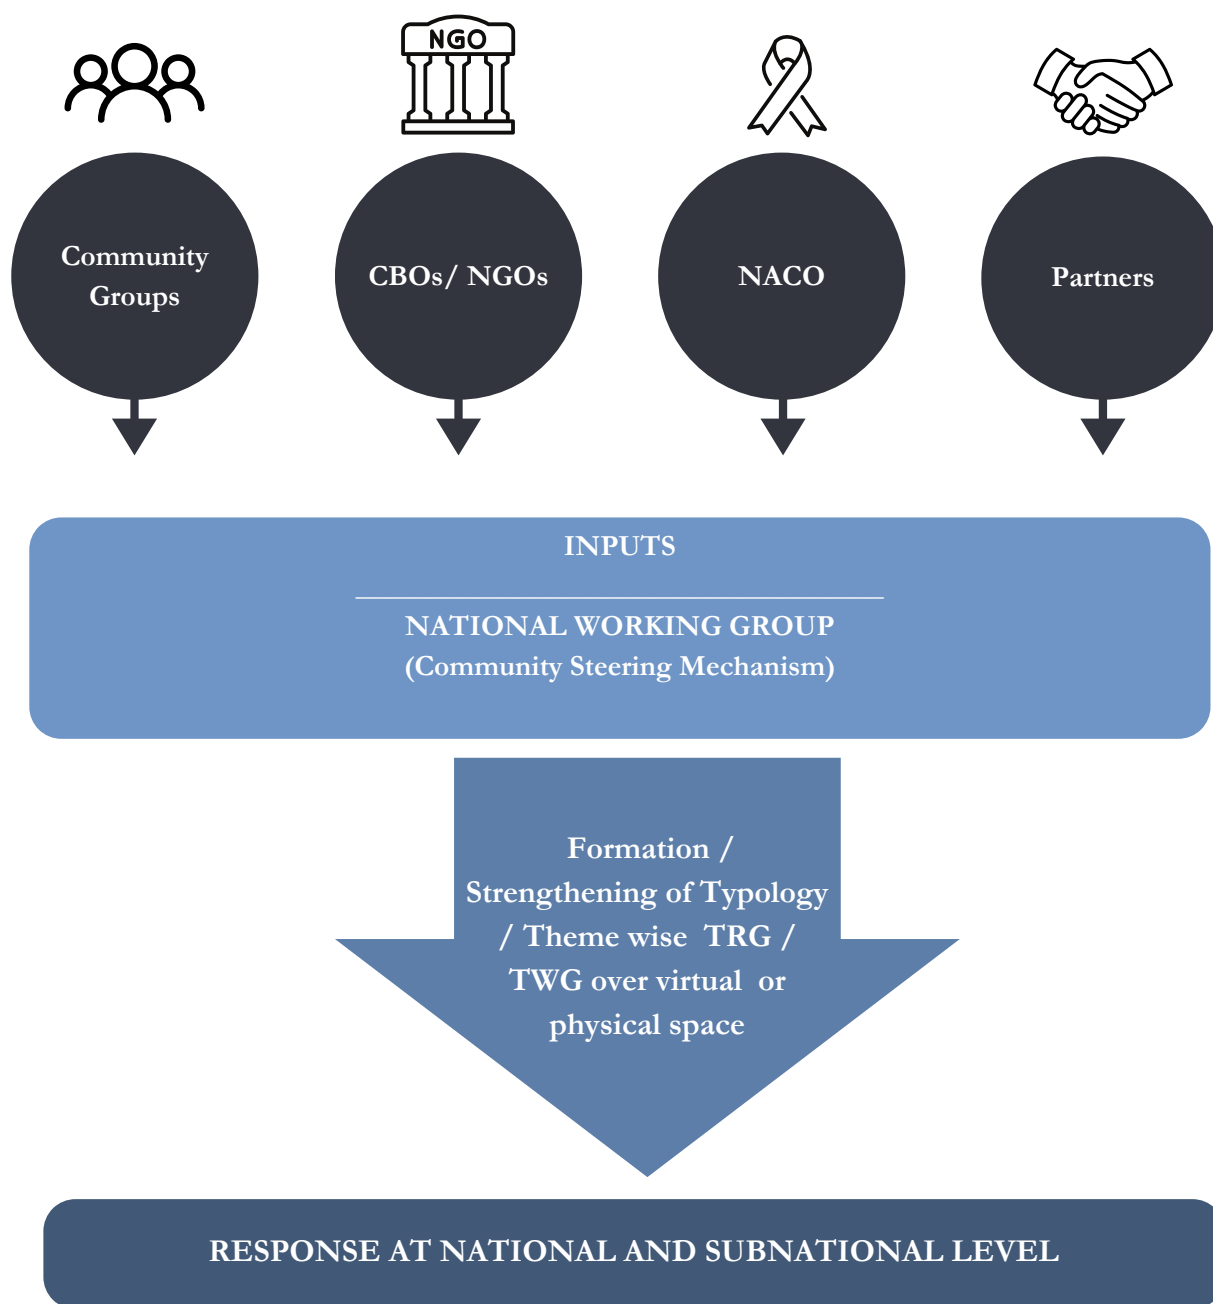 NGO
Community
Groups
CBOs/ NGOs
NACO
Partners
INPUTS
NATIONAL WORKING GROUP
(Community Steering Mechanism)
Formation /
Strengthening of Typology
/ Theme wise TRG /
TWG over virtual or
physical space
RESPONSE AT NATIONAL AND SUBNATIONAL LEVEL